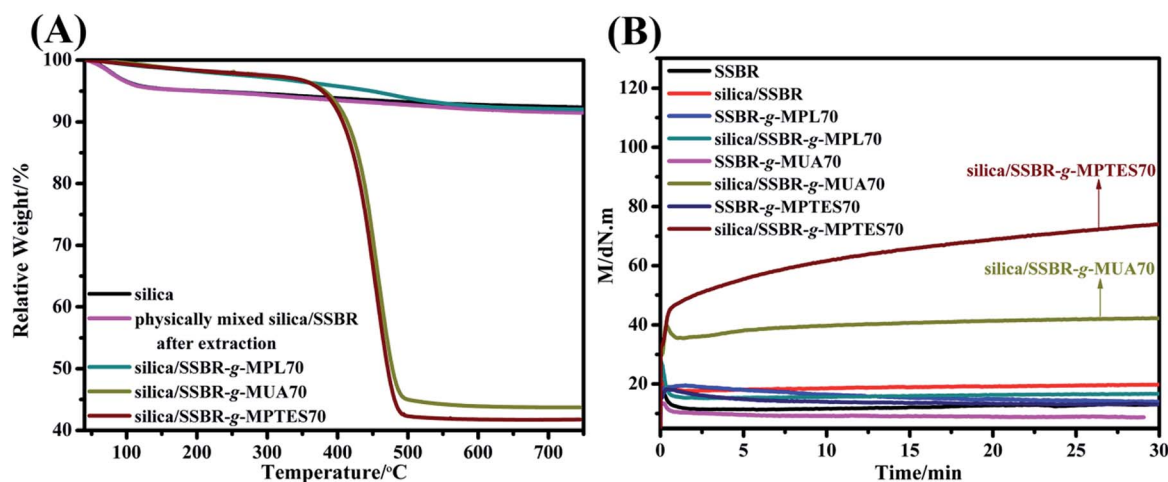 (A)
100
90
80
70
60
50
40
Relative Weight/%
silica
physically mixed silica/SSBR
after extraction
silica/SSBR-g-MPL70
silica/SSBR-g-MUA70
silica/SSBR-g-MPTES70
100 200 300 400 500 600 700
Temperature/°C
(B)
120
100
80
60
40
20
M/dN.m
SSBR
silica/SSBR
SSBR-g-MPL70
silica/SSBR-g-MPL70
SSBR-g-MUA70
silica/SSBR-g-MUA70
SSBR-g-MPTES70
silica/SSBR-g-MPTES70
silica/SSBR-g-MPTES70
silica/SSBR-g-MUA70
0 5 10 15 20 25 30
Time/min